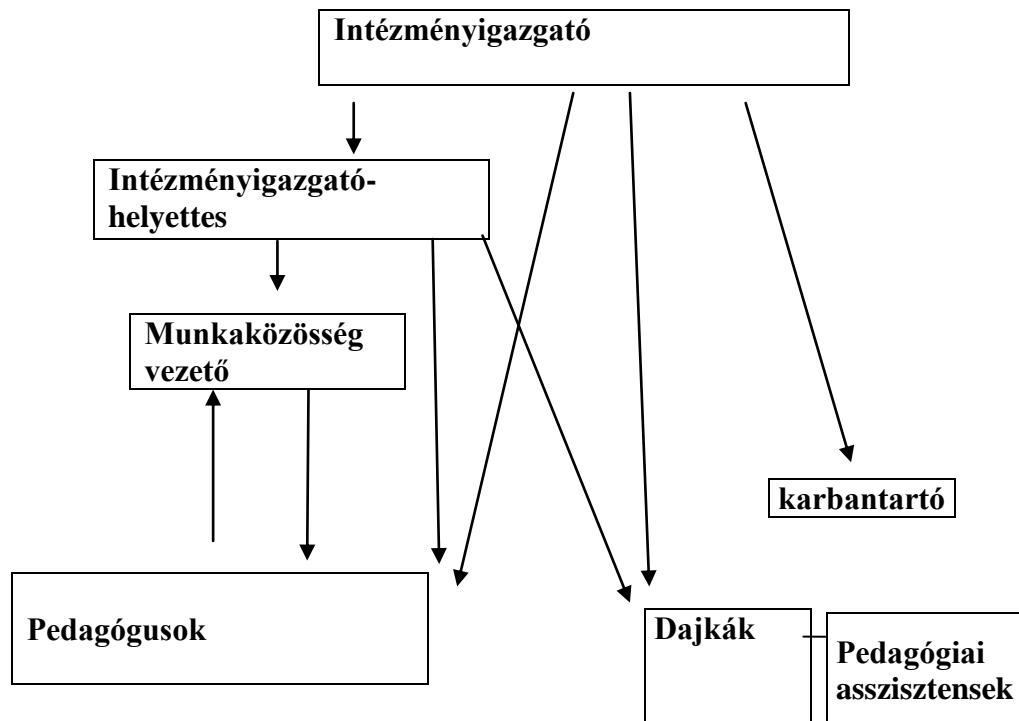 Intézményigazgató
Intézményigazgató-
helyettes
Munkaközösség
vezető
karbantartó
Pedagógusok
Dajkák
Pedagógiai
asszisztensek